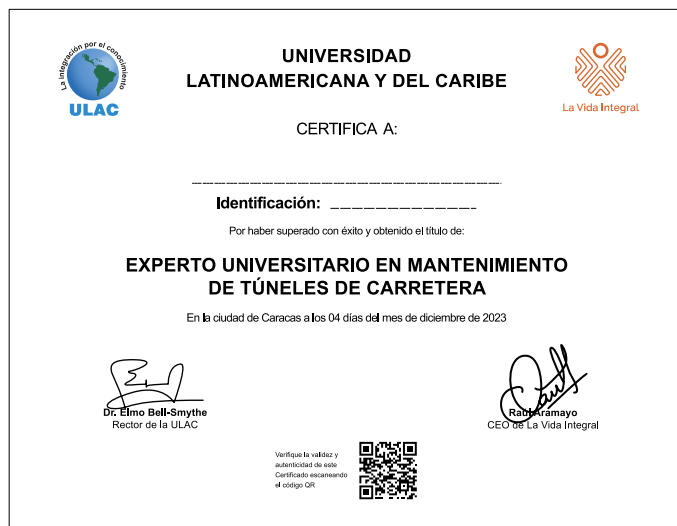 La integración por el conocimiento
ULAC
UNIVERSIDAD
LATINOAMERICANA Y DEL CARIBE
La Vida Integral
CERTIFICA A:
Identificación:
Por haber superado con éxito y obtenido el título de:
EXPERTO UNIVERSITARIO EN MANTENIMIENTO
DE TÚNELES DE CARRETERA
En la ciudad de Caracas a los 04 días del mes de diciembre de 2023
Dr. Elmo Bell-Smythe
Rector de la ULAC
Raúl Aramayo
CEO de La Vida Integral
Verifique la validez y
autenticidad de este
Certificado escaneando
el código QR